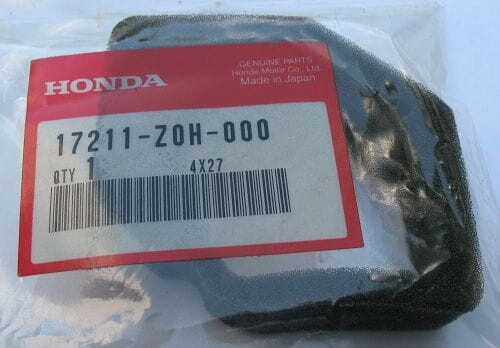 HONDA
GENUINE PARTS
Honda Motor Co., Ltd.
Made in Japan
17211-Z0H-000
QTY 1 4X27